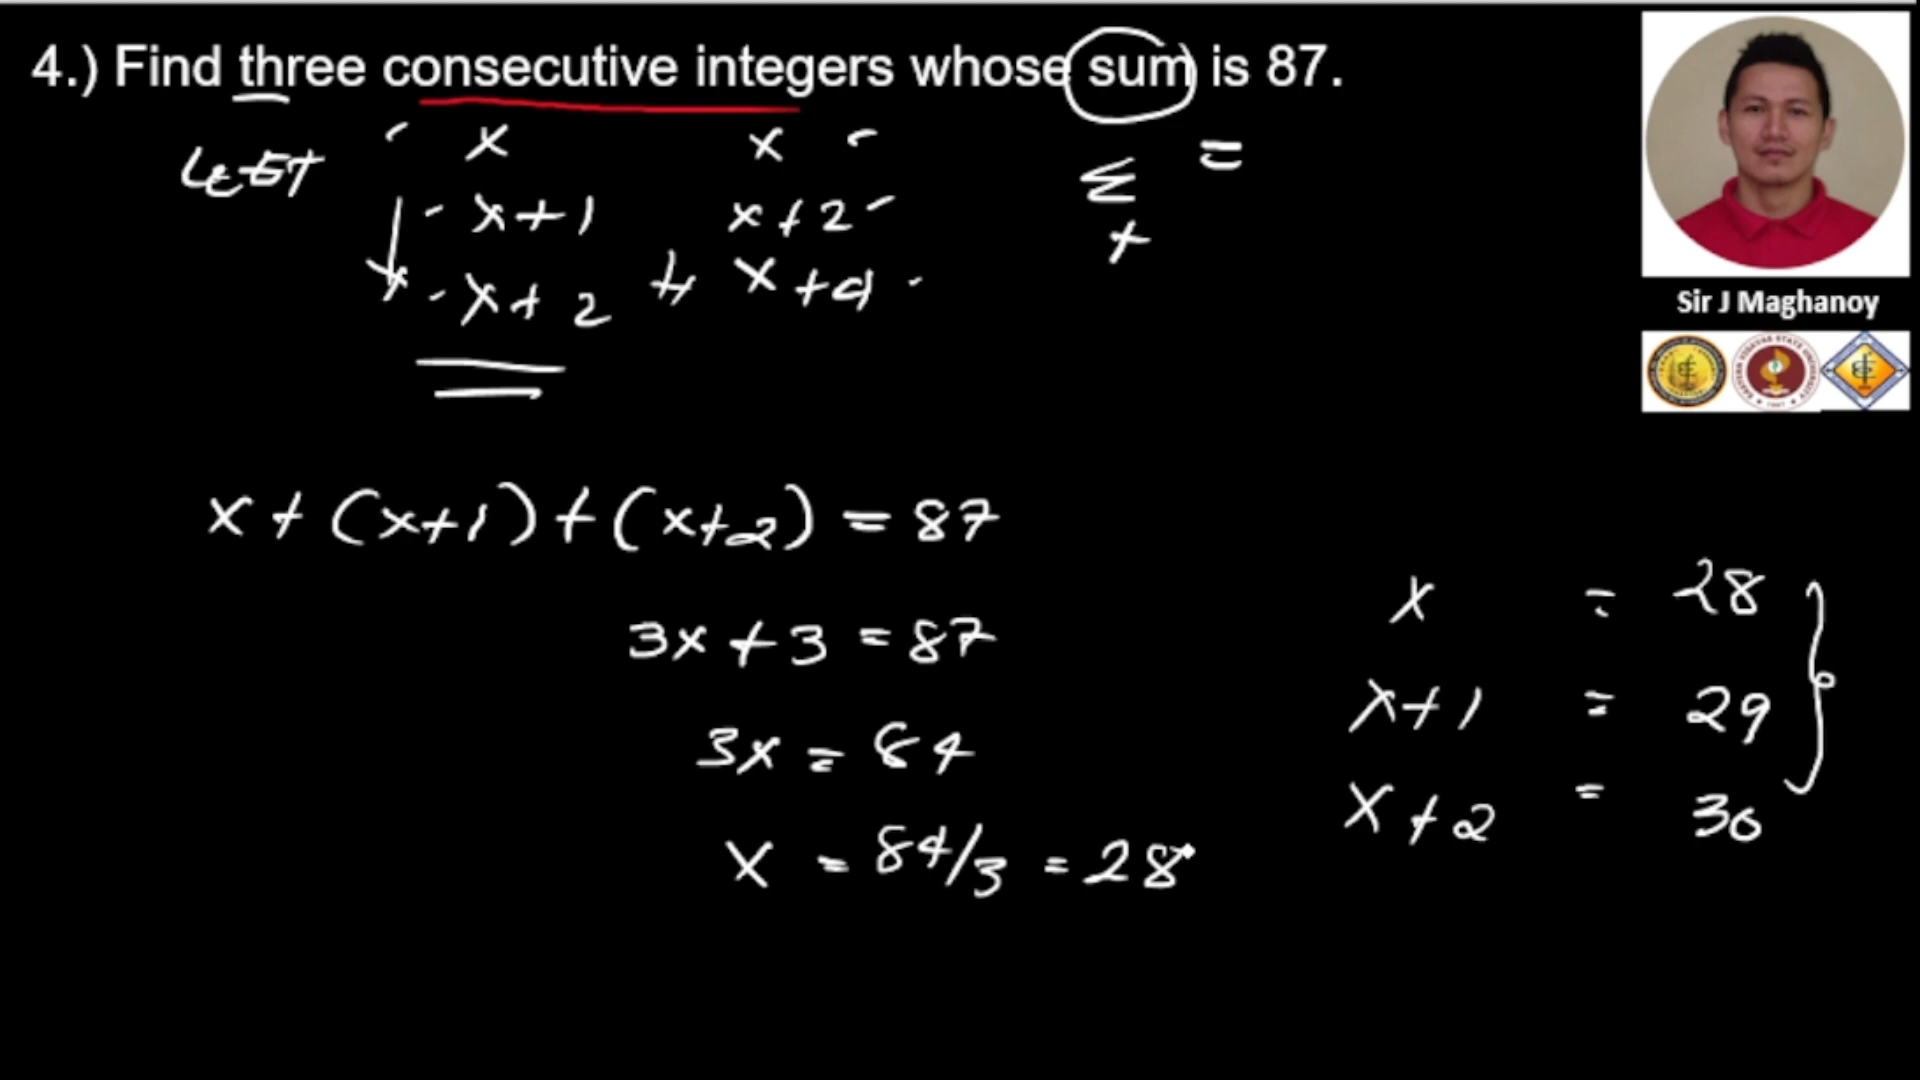 4.) Find three consecutive integers whose sum is 87.
LET x x Σ =
x+1 x+2 +
x+2 x+4
x+(x+1)+(x+2)=87
3x+3=87
3x=84
x=84/3=28
x = 28
x+1 = 29
x+2 = 30
Sir J Maghanoy